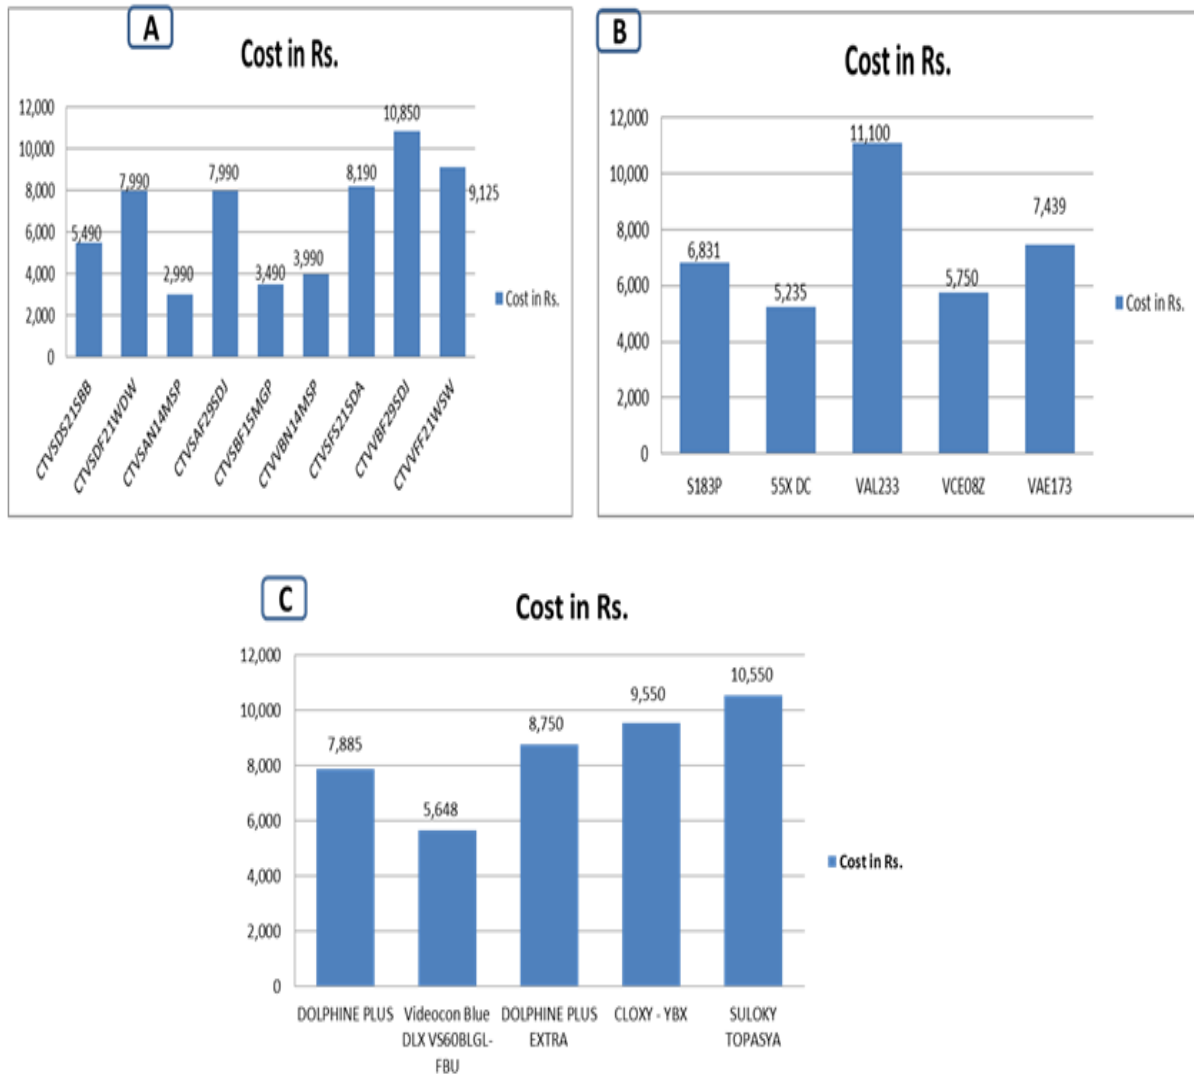 A
Cost in Rs.
12,000
10,000
8,000
6,000
4,000
2,000
0
5,490
7,990
2,990
7,990
3,490
3,990
8,190
10,850
9,125
CTVSDS21SBB
CTVSDF21WDW
CTVSAN14MSP
CTVSAF29SDJ
CTVSBF15MGP
CTVVBN14MSP
CTVSFS21SDA
CTVVBF29SDJ
CTVVFF21WSW
Cost in Rs.
B
Cost in Rs.
12,000
10,000
8,000
6,000
4,000
2,000
0
6,831
5,235
11,100
5,750
7,439
S183P
55X DC
VAL233
VCE08Z
VAE173
Cost in Rs.
C
Cost in Rs.
12,000
10,000
8,000
6,000
4,000
2,000
0
7,885
5,648
8,750
9,550
10,550
DOLPHINE PLUS
Videocon Blue
DLX VS60BLGL-
FBU
DOLPHINE PLUS
EXTRA
CLOXY - YBX
SULOKY
TOPASYA
Cost in Rs.